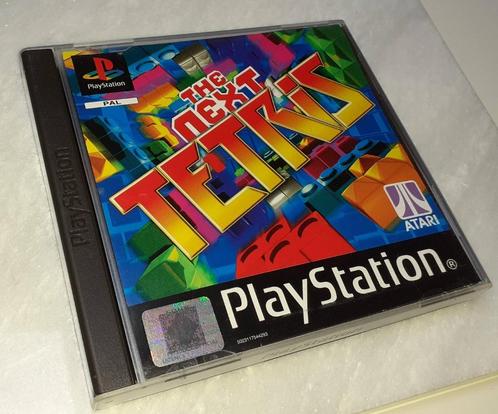 PlayStation
PlayStation
PAL
THE
NEXT
TETRIS
ATARI
PlayStation®